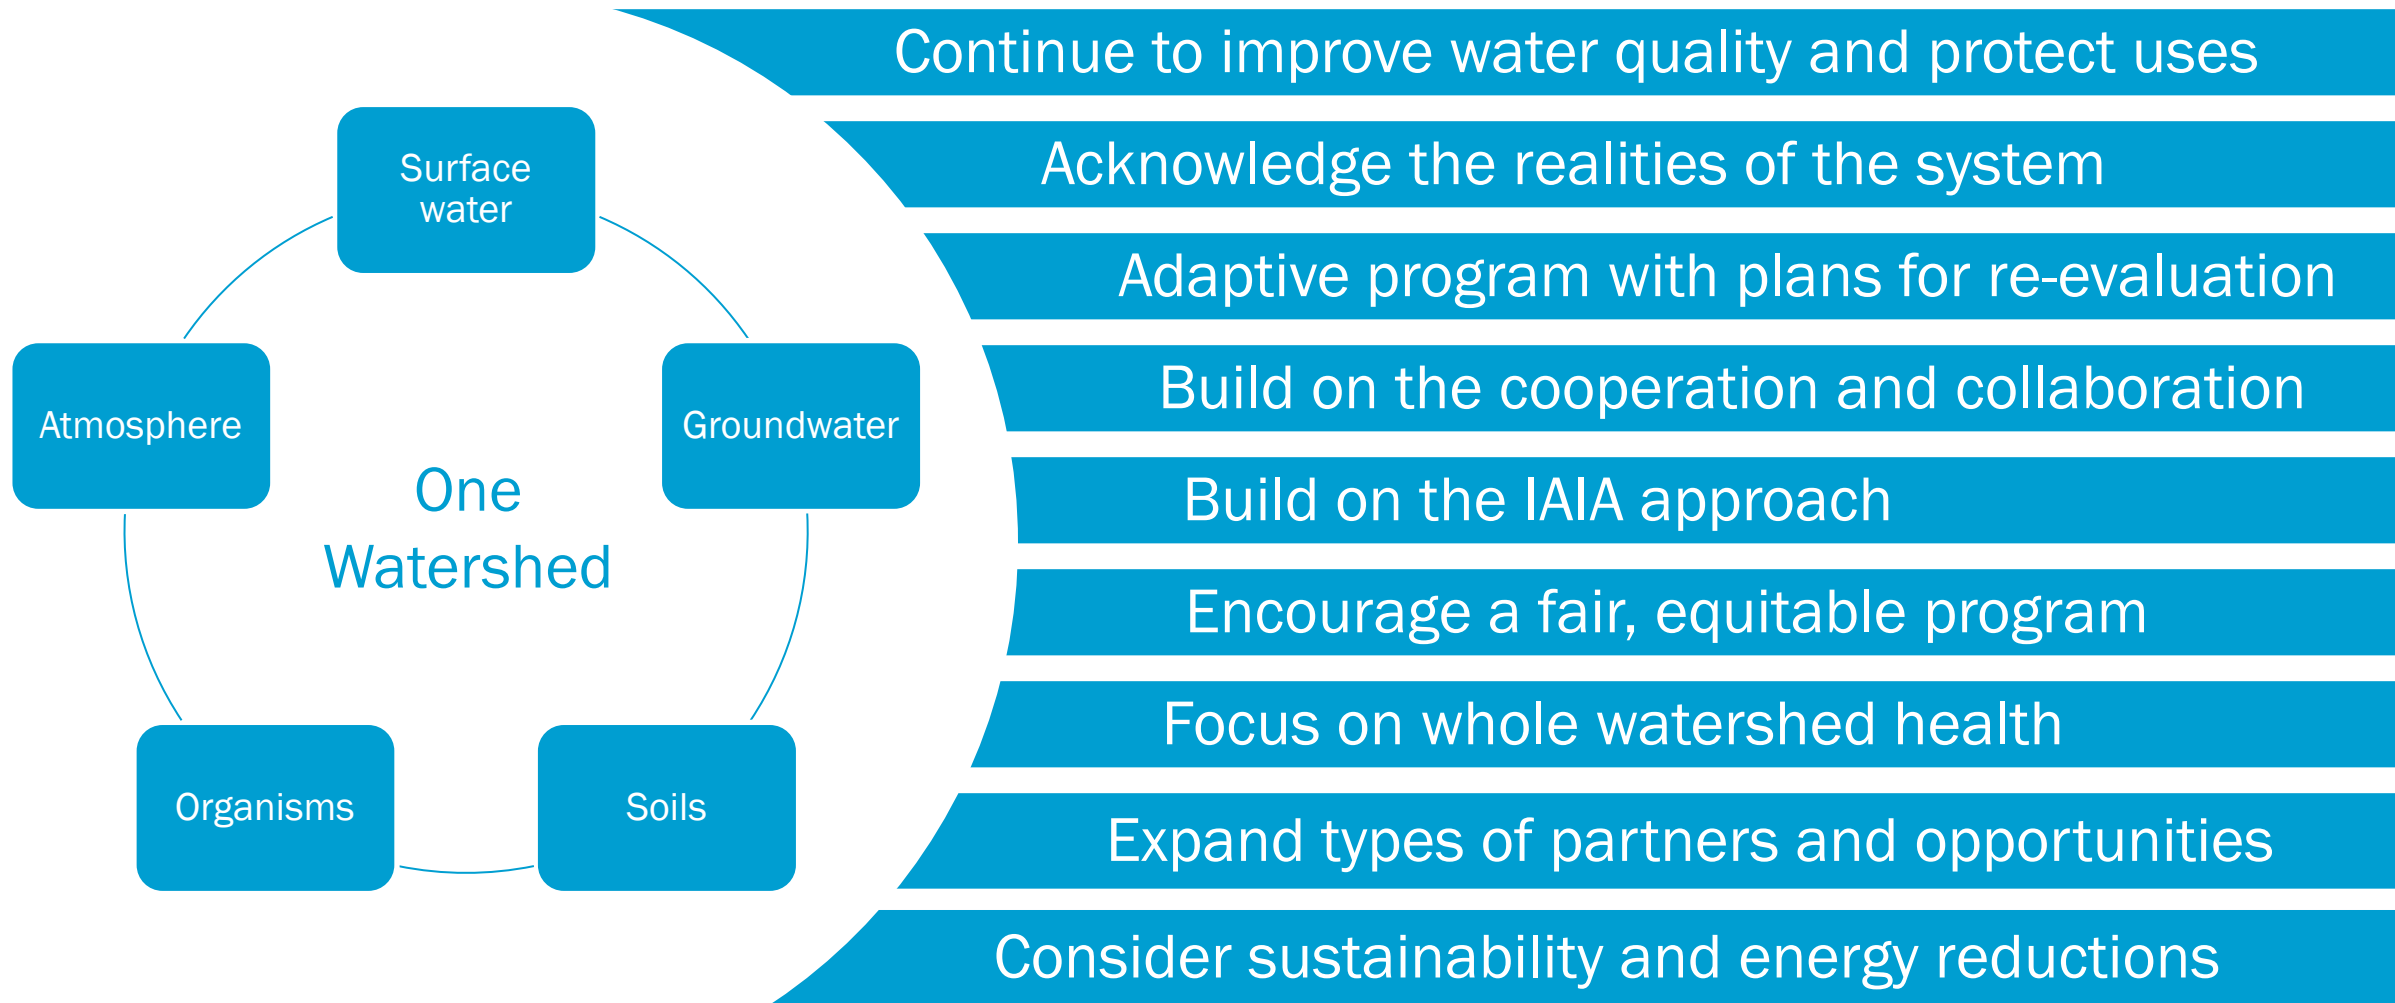 Surface
water
Atmosphere
Groundwater
One
Watershed
Organisms
Soils
Continue to improve water quality and protect uses
Acknowledge the realities of the system
Adaptive program with plans for re-evaluation
Build on the cooperation and collaboration
Build on the IAIA approach
Encourage a fair, equitable program
Focus on whole watershed health
Expand types of partners and opportunities
Consider sustainability and energy reductions